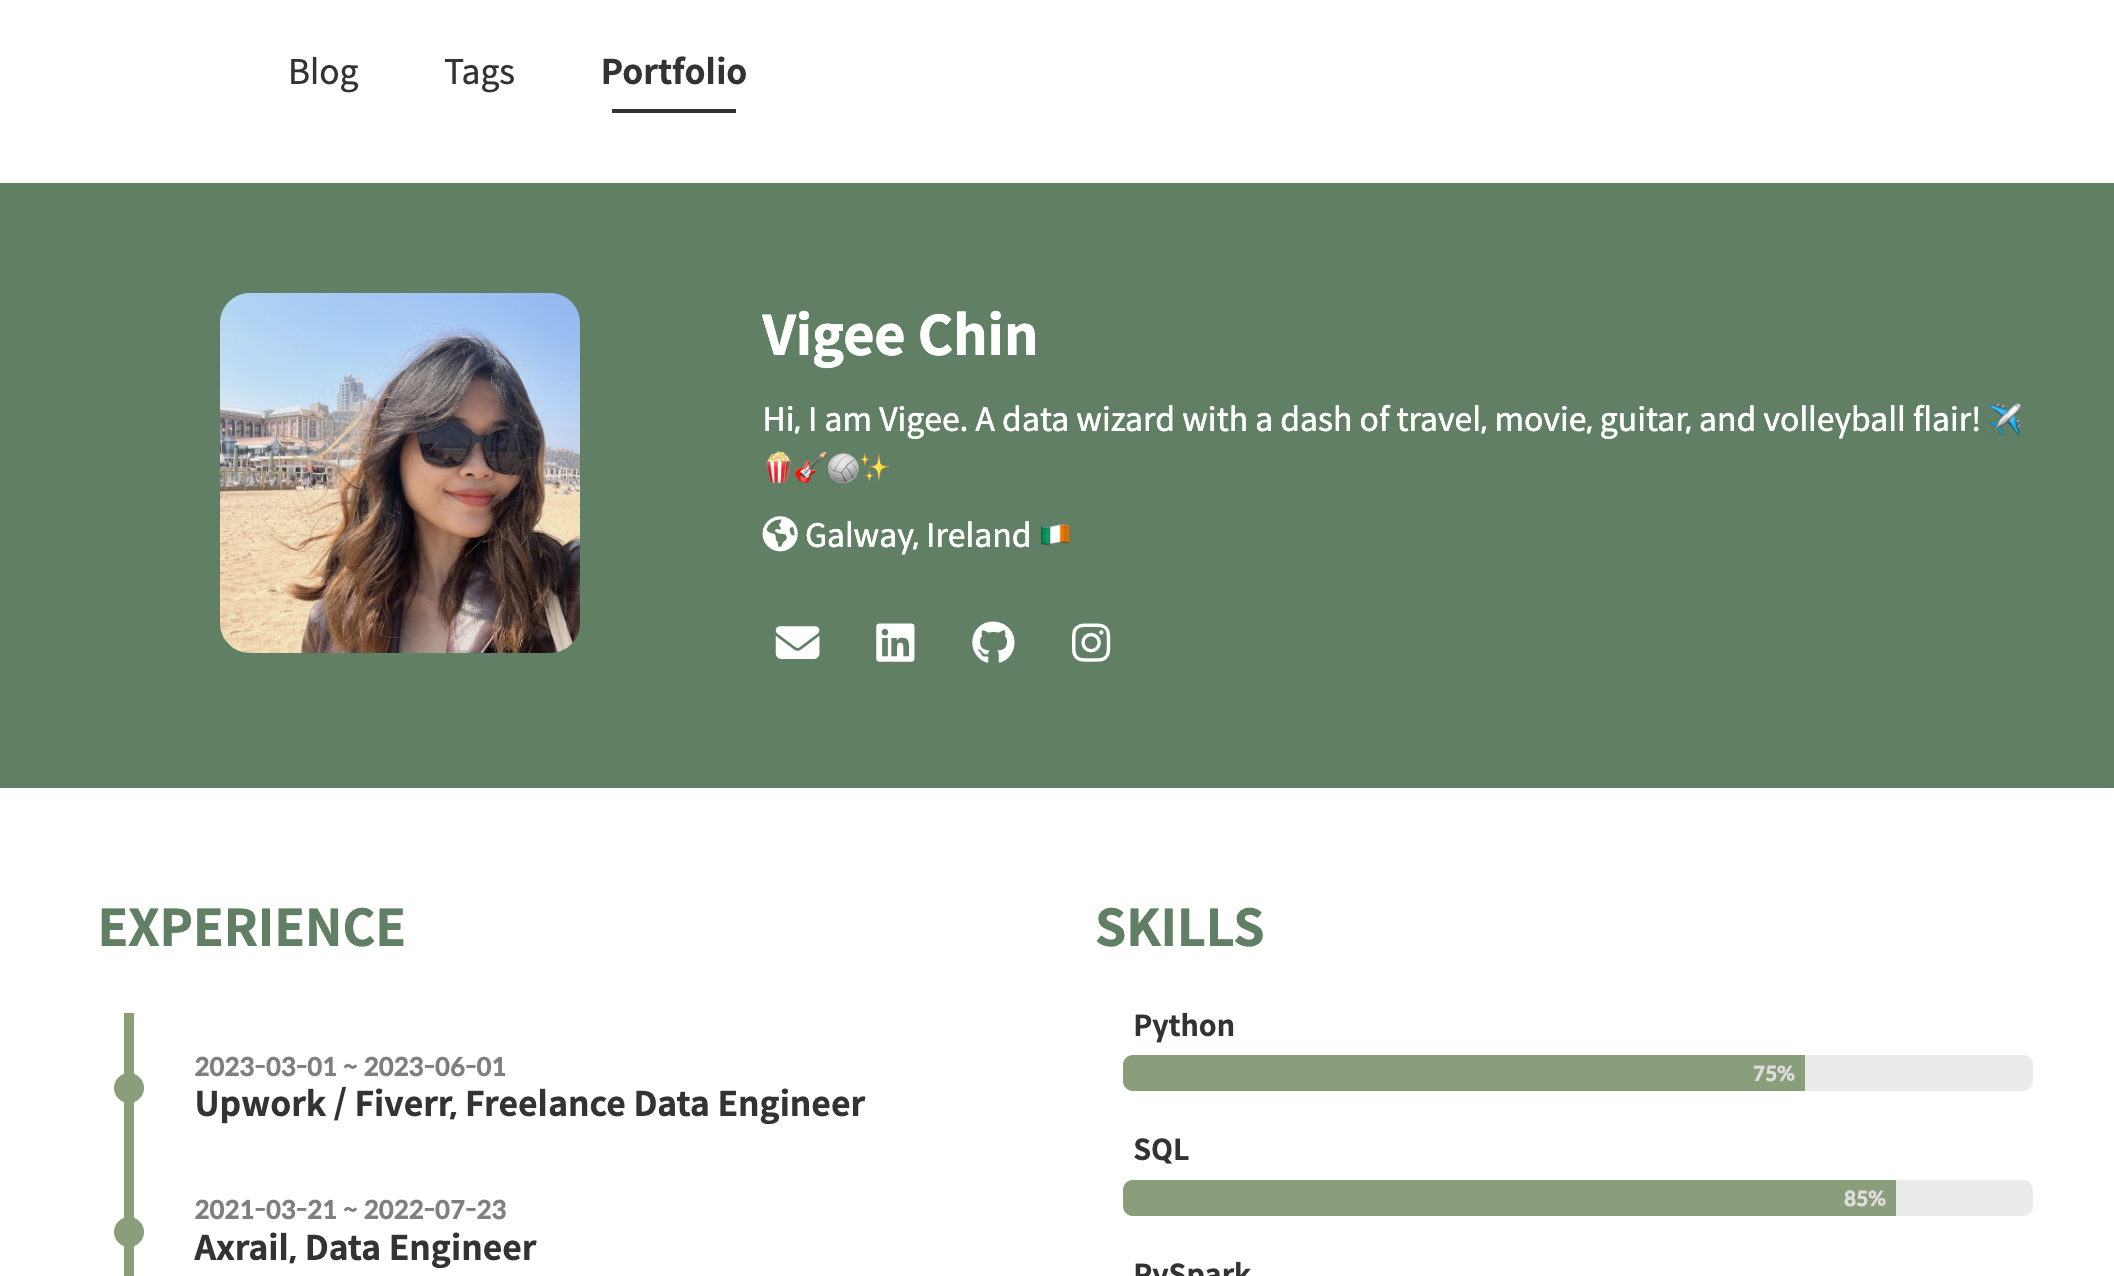 Blog Tags Portfolio
Vigee Chin
Hi, I am Vigee. A data wizard with a dash of travel, movie, guitar, and volleyball flair! ✈️
🍿🎸🏐✨
Galway, Ireland 🇮🇪
EXPERIENCE
2023-03-01 ~ 2023-06-01
Upwork / Fiverr, Freelance Data Engineer
2021-03-21 ~ 2022-07-23
Axrail, Data Engineer
SKILLS
Python
75%
SQL
85%
PySpark